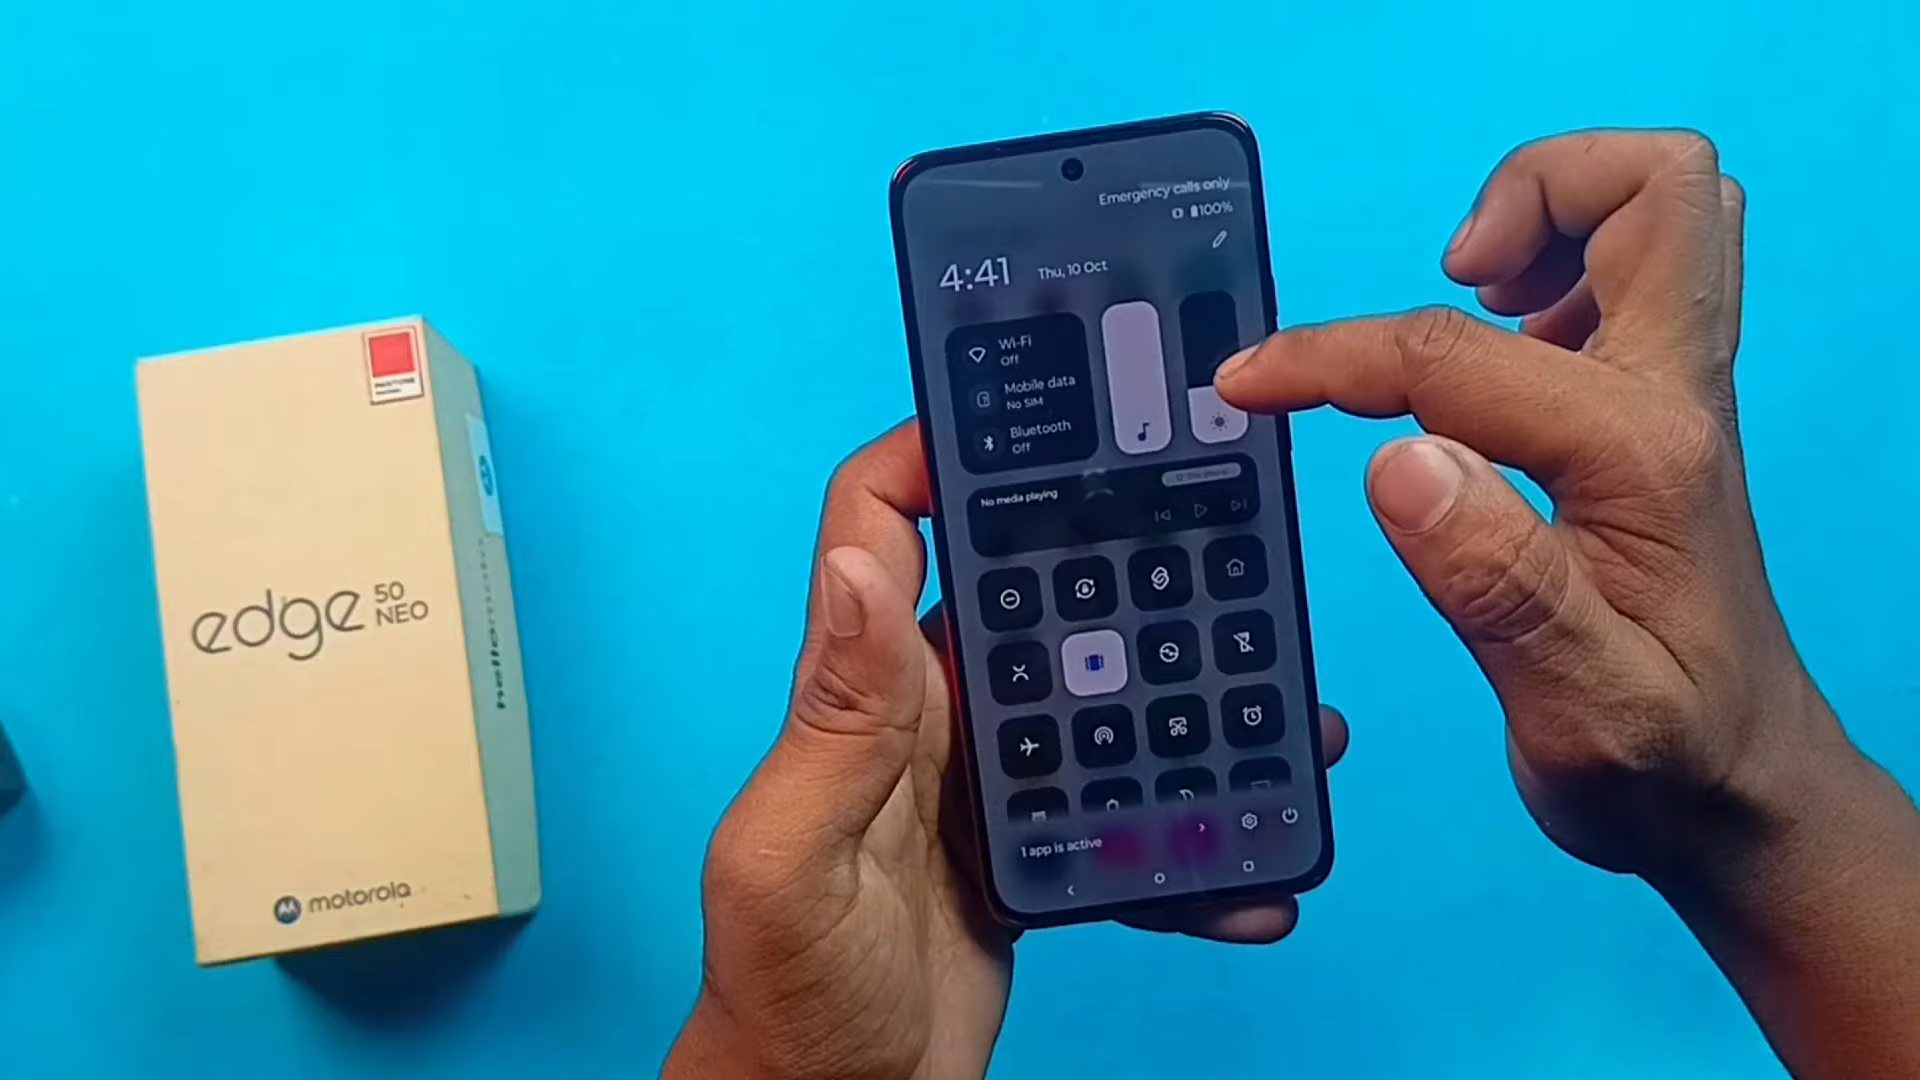 PANTONE
edge 50
NEO
motorola
Emergency calls only
100%
4:41 Thu, 10 Oct
Wi-Fi
Off
Mobile data
No SIM
Bluetooth
Off
No media playing
1 app is active